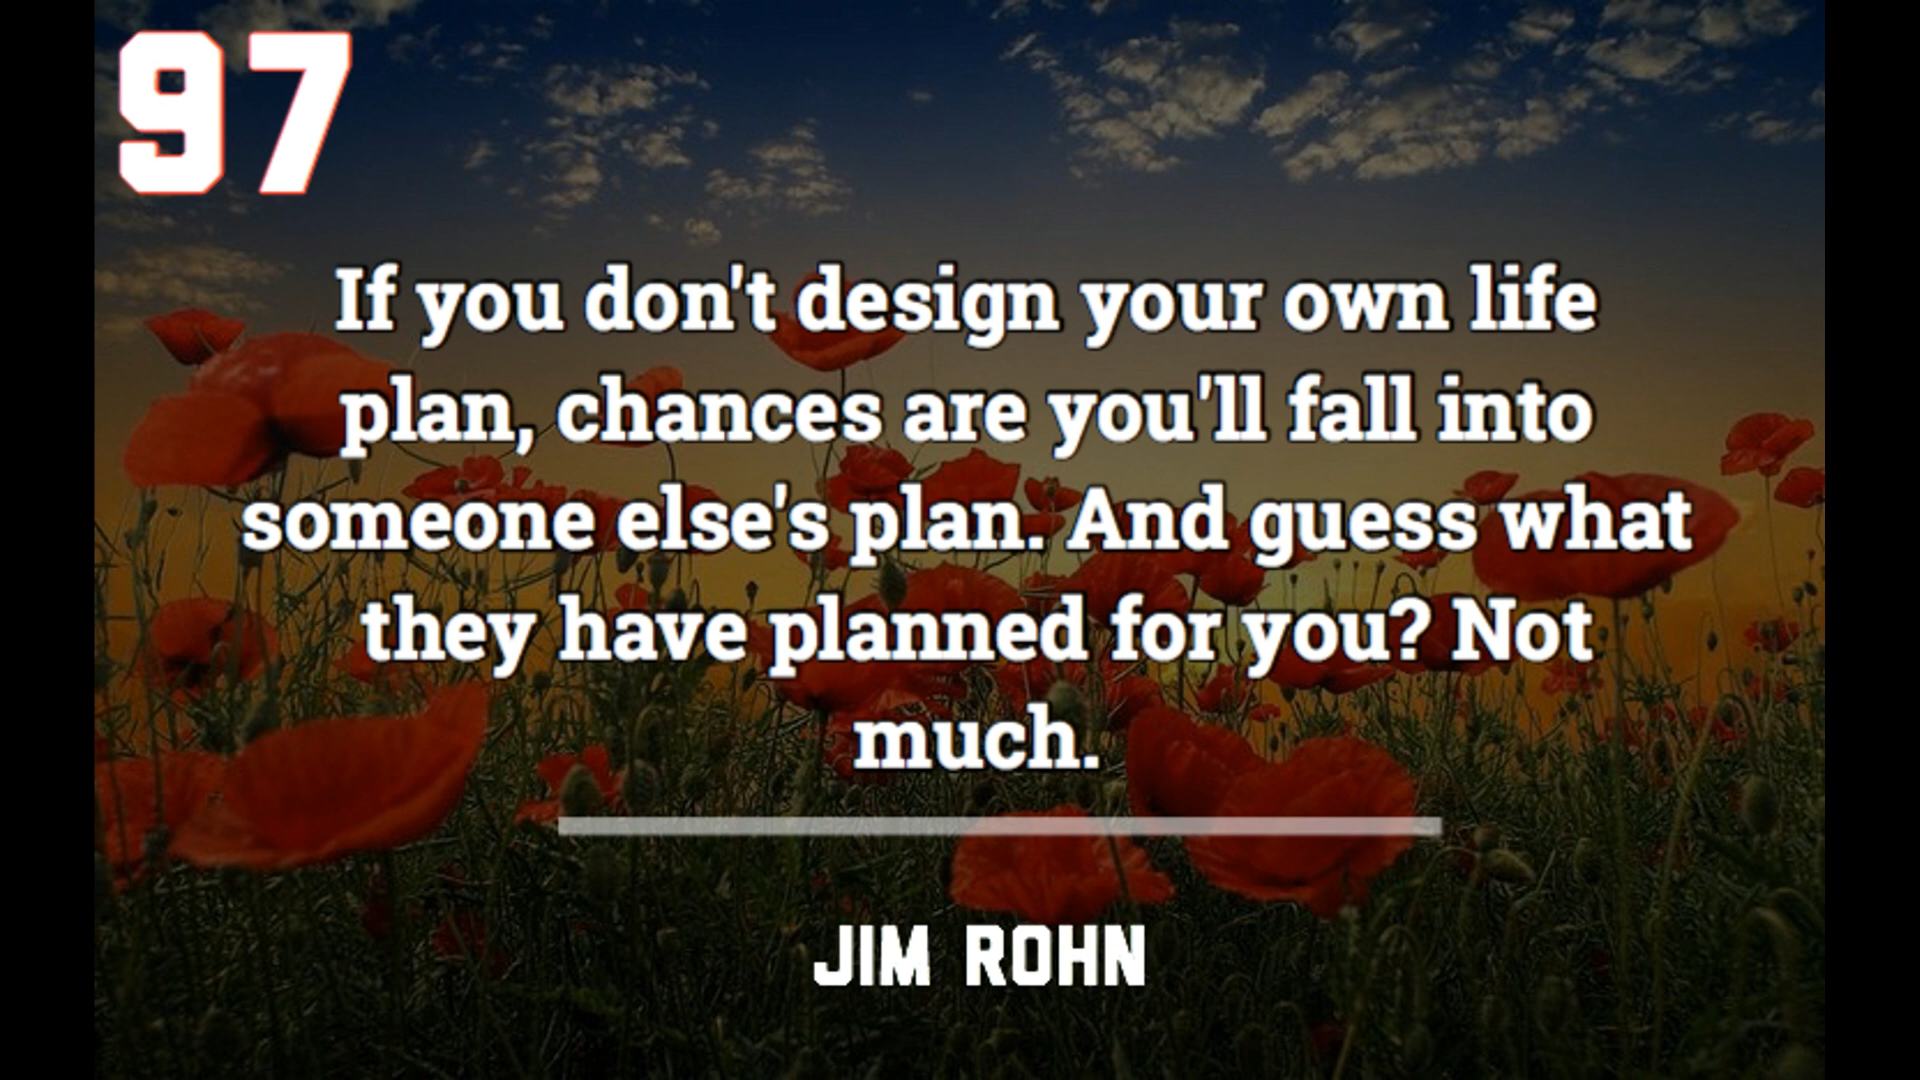 97
If you don't design your own life
plan, chances are you'll fall into
someone else's plan. And guess what
they have planned for you? Not
much.
JIM ROHN